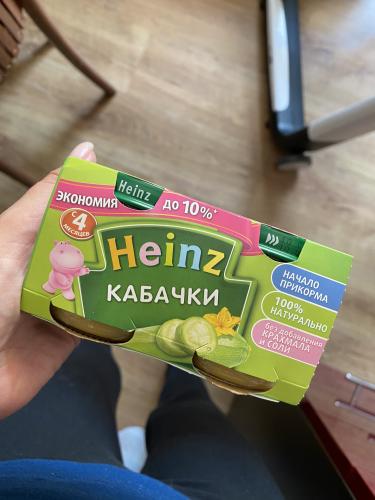 Heinz
ЭКОНОМИЯ ДО 10%*
С 4 МЕСЯЦЕВ
Heinz
КАБАЧКИ
НАЧАЛО
ПРИКОРМА
100%
НАТУРАЛЬНО
без добавления
КРАХМАЛА
И СОЛИ